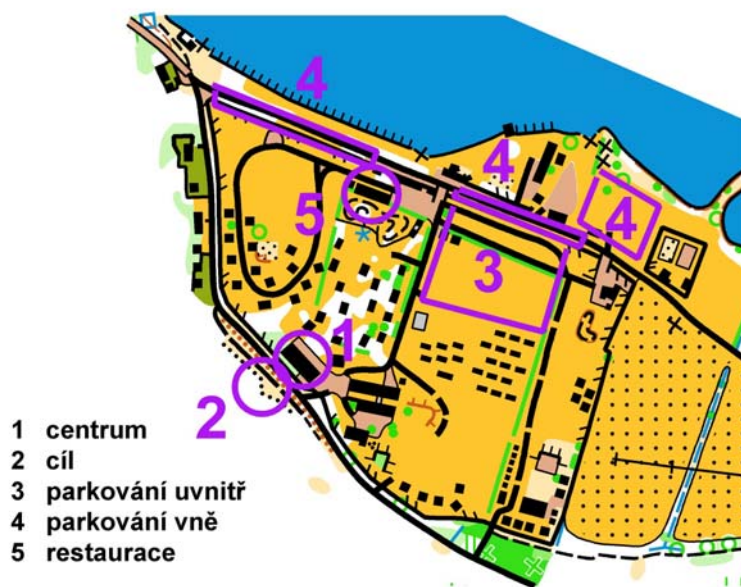 4
4
4
5
3
1
2
1 centrum
2 cíl
3 parkování uvnitř
4 parkování vně
5 restaurace